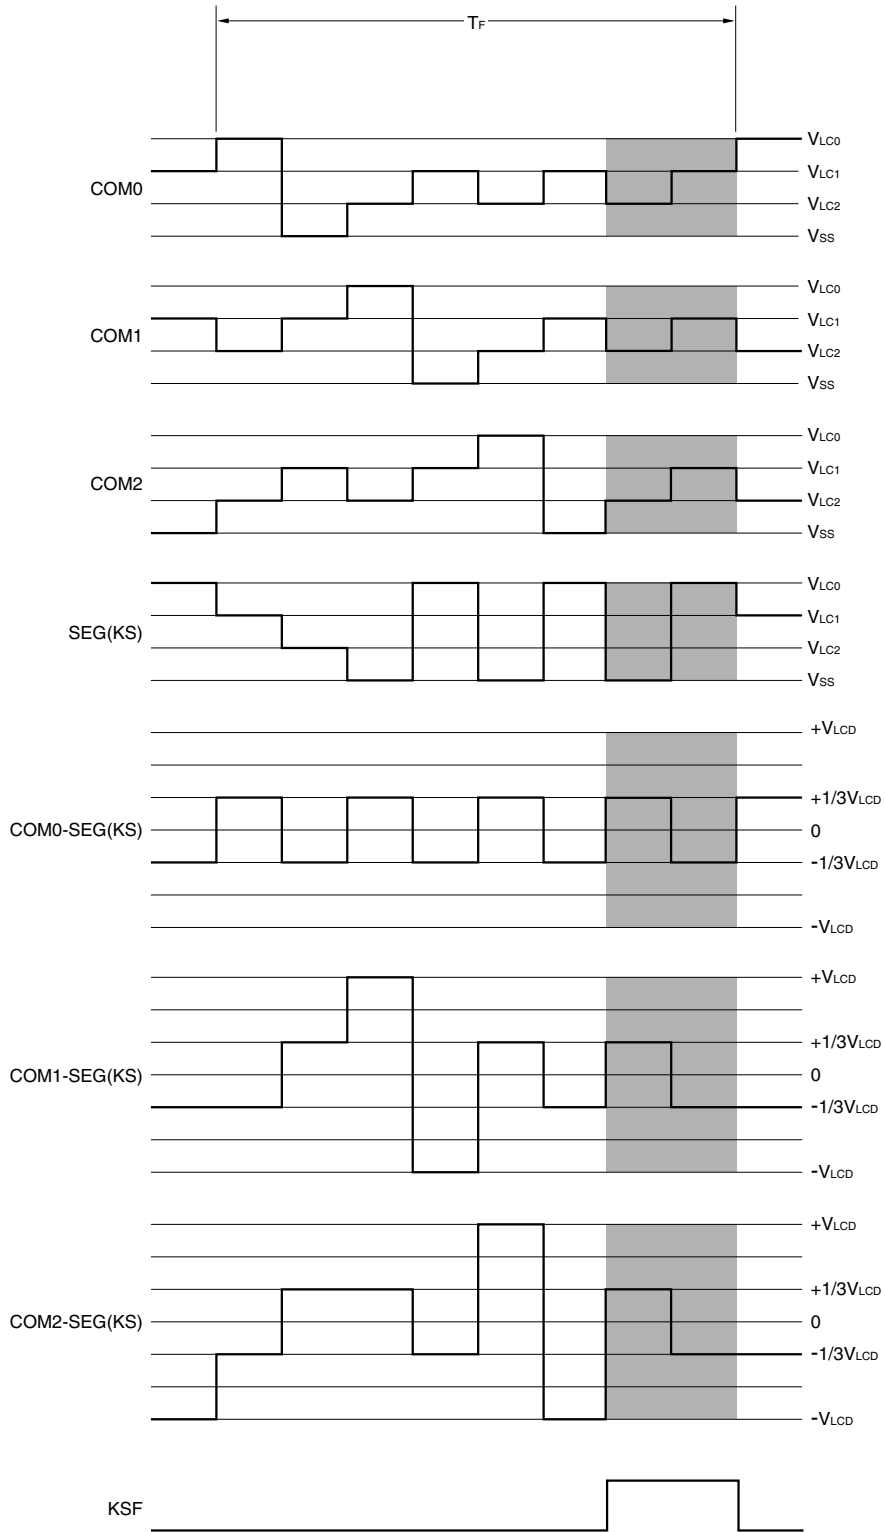 TF
COM0
VLC0
VLC1
VLC2
VSS
COM1
VLC0
VLC1
VLC2
VSS
COM2
VLC0
VLC1
VLC2
VSS
SEG(KS)
VLC0
VLC1
VLC2
VSS
COM0-SEG(KS)
+VLCD
+1/3VLCD
0
-1/3VLCD
-VLCD
COM1-SEG(KS)
+VLCD
+1/3VLCD
0
-1/3VLCD
-VLCD
COM2-SEG(KS)
+VLCD
+1/3VLCD
0
-1/3VLCD
-VLCD
KSF